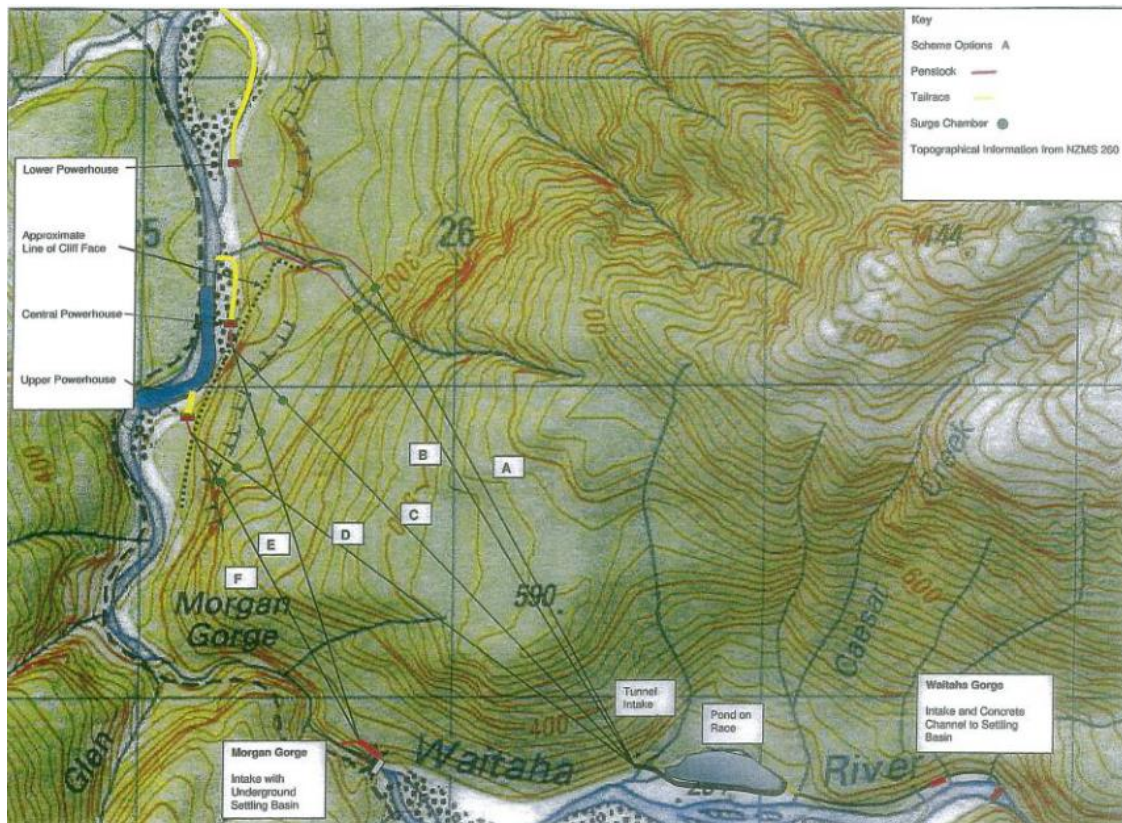 Key
Scheme Options A
Penstock
Tailrace
Surge Chamber
Topographical Information from NZMS 260
Lower Powerhouse
Approximate
Line of Cliff Face
25
26
27
28
1444
Central Powerhouse
300
700
1000
Upper Powerhouse
400
B
A
C
D
E
F
600
590
Morgan
Gorge
Caesar
Creek
Glen
Tunnel
Intake
Pond on
Race
Waitaha Gorge
Intake and Concrete
Channel to Settling
Basin
Morgan Gorge
Intake with
Underground
Settling Basin
Waitaha
River